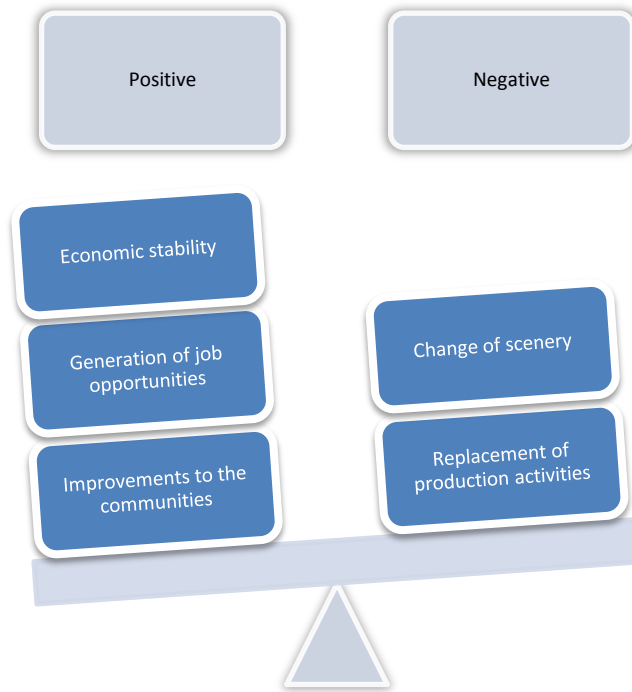 Positive
Negative
Economic stability
Generation of job
opportunities
Improvements to the
communities
Change of scenery
Replacement of
production activities